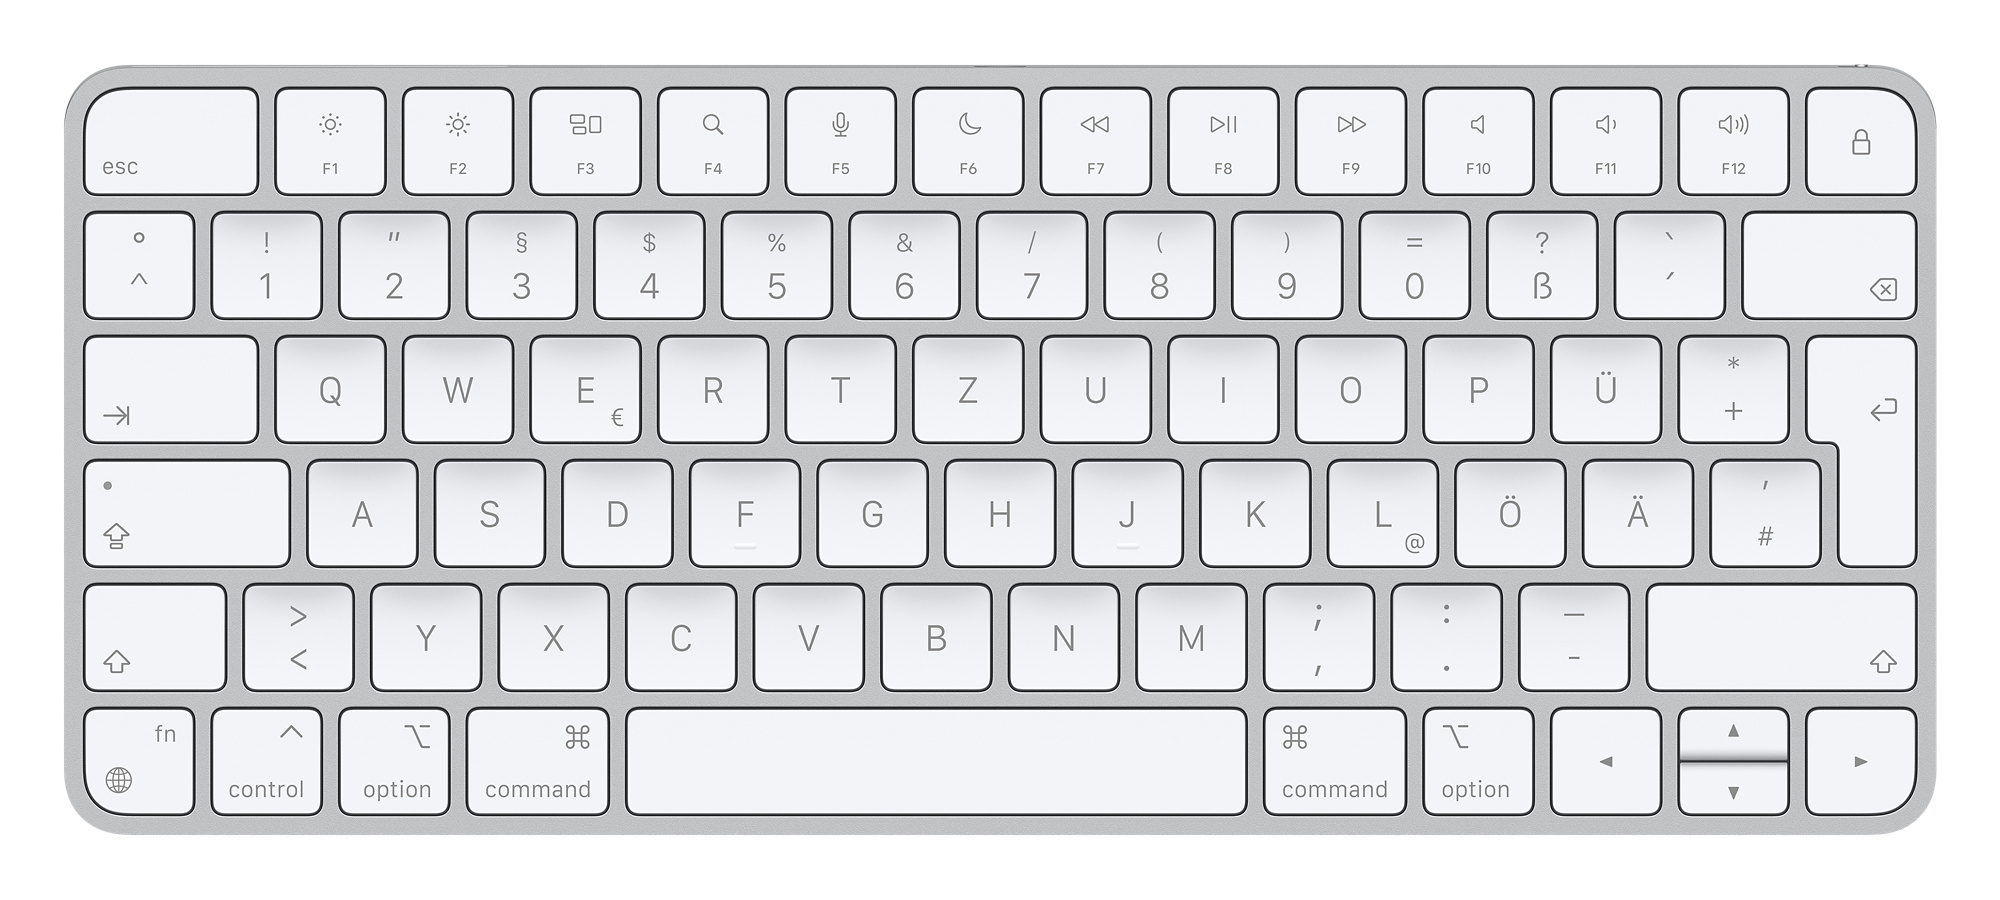 esc F1 F2 F3 F4 F5 F6 F7 F8 F9 F10 F11 F12
° ! " § $ % & / ( ) = ? `
^ 1 2 3 4 5 6 7 8 9 0 ß ´
Q W E € R T Z U I O P Ü * +
A S D F G H J K L @ Ö Ä ' #
> < Y X C V B N M ; , : . _ -
fn control option command command option